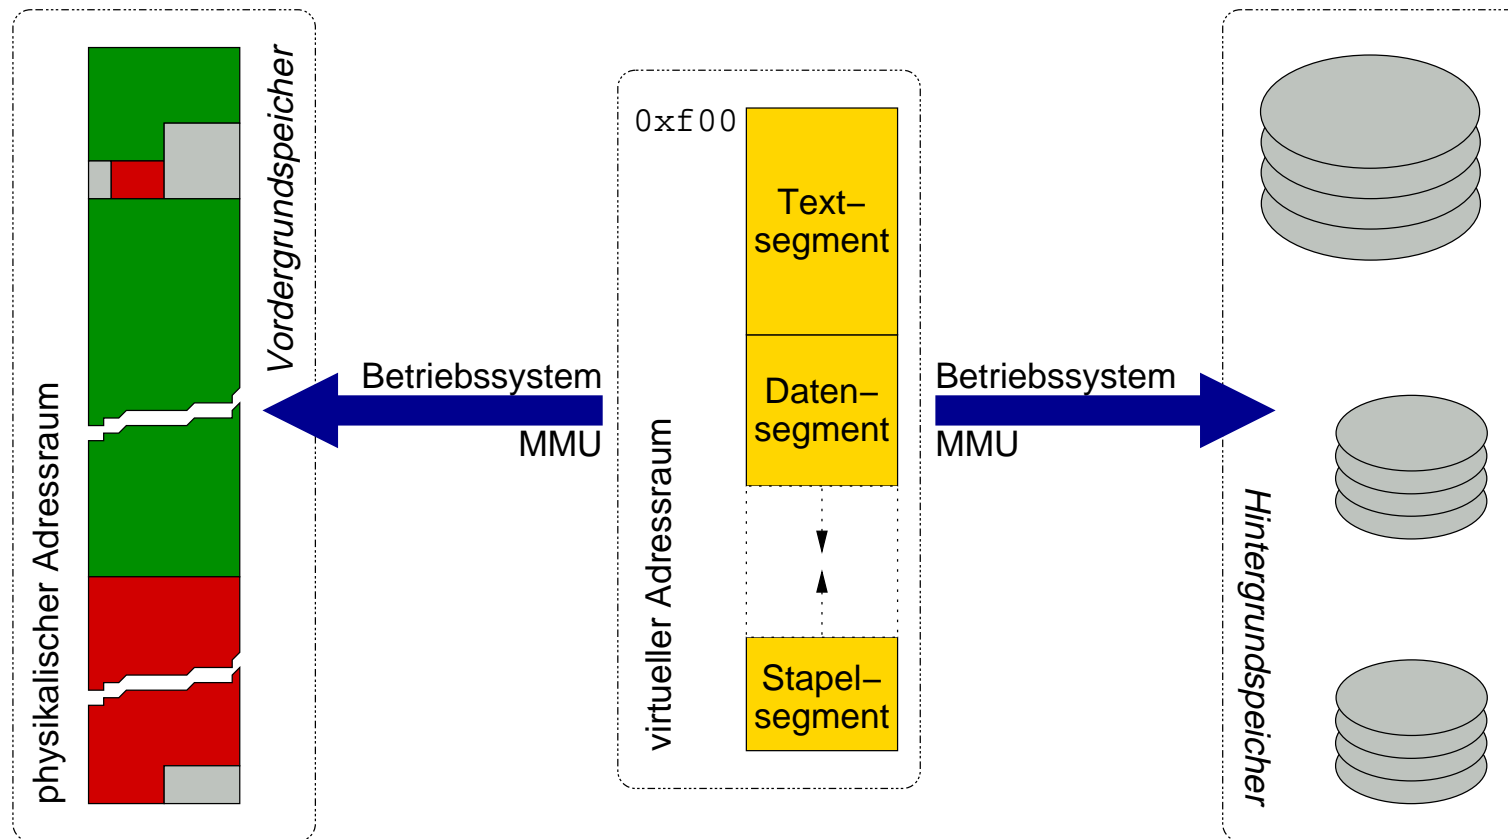 physikalischer Adressraum
Vordergrundspeicher
Betriebssystem
MMU
virtueller Adressraum
0xf00
Text–
segment
Daten–
segment
Stapel–
segment
Betriebssystem
MMU
Hintergrundspeicher